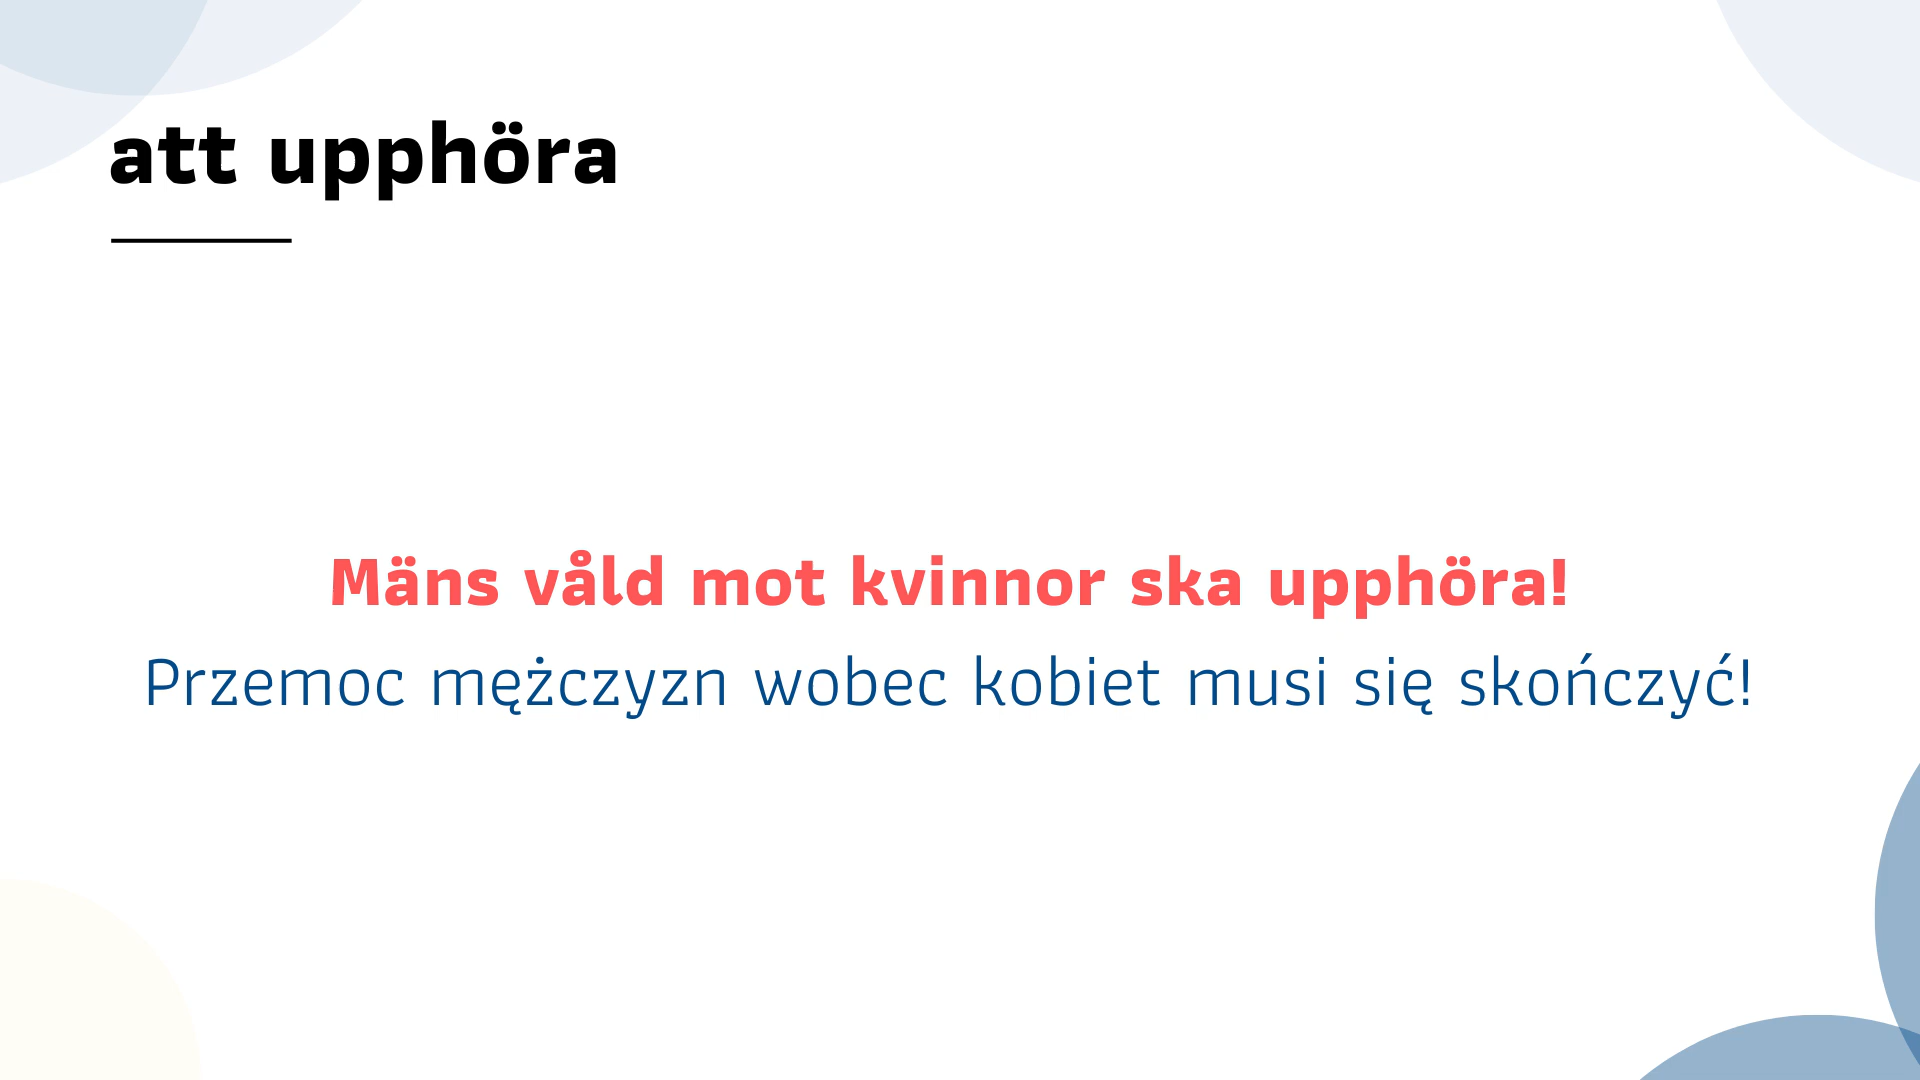 att upphöra
Mäns våld mot kvinnor ska upphöra!
Przemoc mężczyzn wobec kobiet musi się skończyć!